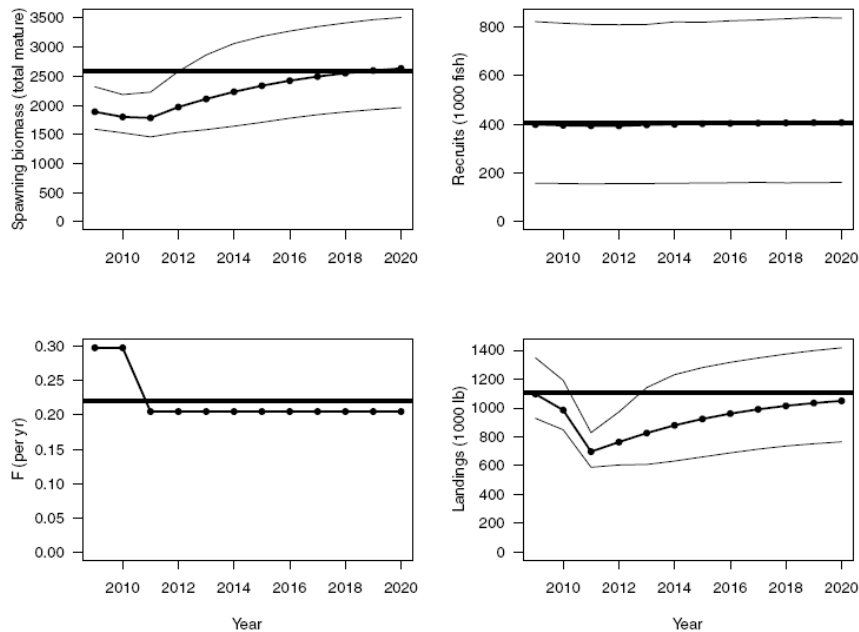 Spawning biomass (total mature)
3500
3000
2500
2000
1500
1000
500
0
2010 2012 2014 2016 2018 2020
Recruits (1000 fish)
800
600
400
200
0
2010 2012 2014 2016 2018 2020
F (per yr)
0.30
0.25
0.20
0.15
0.10
0.05
0.00
2010 2012 2014 2016 2018 2020
Year
Landings (1000 lb)
1400
1200
1000
800
600
400
200
0
2010 2012 2014 2016 2018 2020
Year